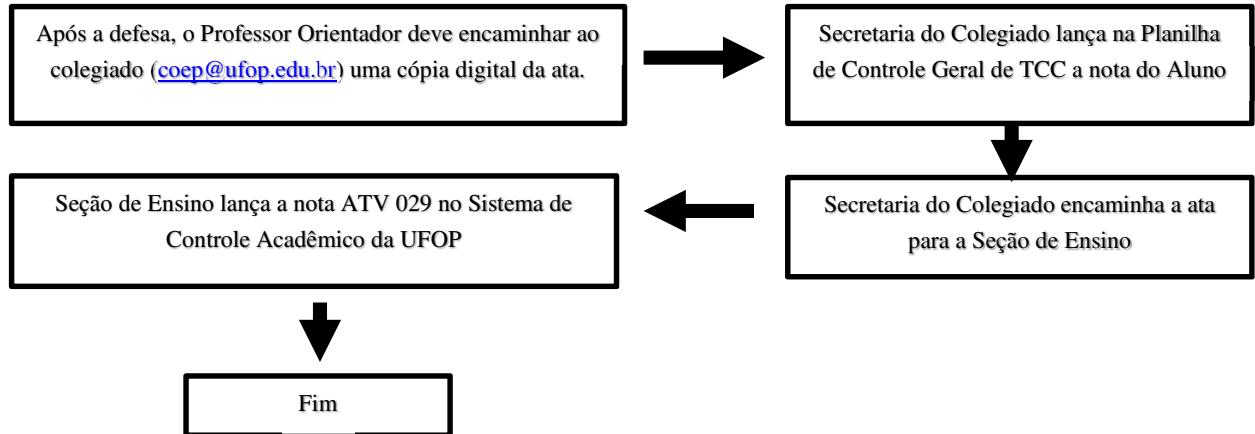 Após a defesa, o Professor Orientador deve encaminhar ao
colegiado (coep@ufop.edu.br) uma cópia digital da ata.
Secretaria do Colegiado lança na Planilha
de Controle Geral de TCC a nota do Aluno
Secretaria do Colegiado encaminha a ata
para a Seção de Ensino
Seção de Ensino lança a nota ATV 029 no Sistema de
Controle Acadêmico da UFOP
Fim